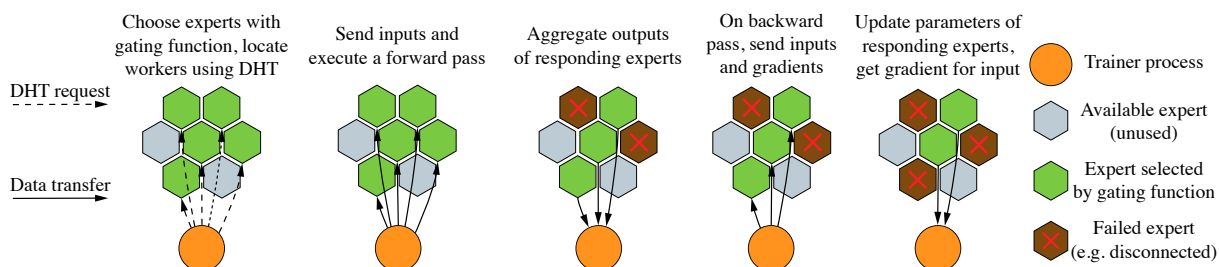 Choose experts with
gating function, locate
workers using DHT
Send inputs and
execute a forward pass
Aggregate outputs
of responding experts
On backward
pass, send inputs
and gradients
Update parameters of
responding experts,
get gradient for input
DHT request
Data transfer
Trainer process
Available expert
(unused)
Expert selected
by gating function
Failed expert
(e.g. disconnected)